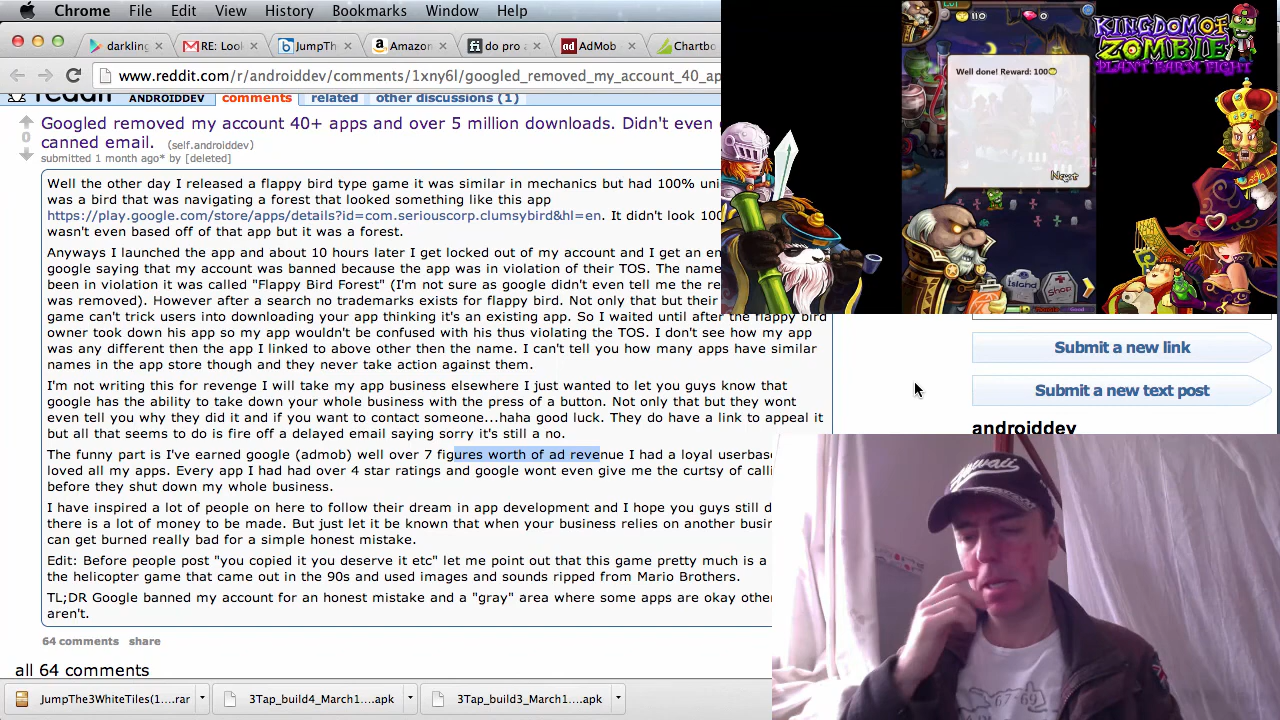 Chrome File Edit View History Bookmarks Window Help
darkling
RE: Loo
JumpTh
Amazon
do pro a
AdMob
Chartbo
www.reddit.com/r/androiddev/comments/1xny6l/googled_removed_my_account_40_ap
reddit ANDROIDDEV comments related other discussions (1)
Googled removed my account 40+ apps and over 5 million downloads. Didn't even
canned email. (self.androiddev)
0
submitted 1 month ago* by [deleted]
Well the other day I released a flappy bird type game it was similar in mechanics but had 100% uni
was a bird that was navigating a forest that looked something like this app
https://play.google.com/store/apps/details?id=com.seriouscorp.clumsybird&hl=en. It didn't look 100
wasn't even based off of that app but it was a forest.
Anyways I launched the app and about 10 hours later I get locked out of my account and I get an en
google saying that my account was banned because the app was in violation of their TOS. The name
been in violation it was called "Flappy Bird Forest" (I'm not sure as google didn't even tell me the re
was removed). However after a search no trademarks exists for flappy bird. Not only that but their
game can't trick users into downloading your app thinking it's an existing app. So I waited until after the flappy bird
owner took down his app so my app wouldn't be confused with his thus violating the TOS. I don't see how my app
was any different then the app I linked to above other then the name. I can't tell you how many apps have similar
names in the app store though and they never take action against them.
I'm not writing this for revenge I will take my app business elsewhere I just wanted to let you guys know that
google has the ability to take down your whole business with the press of a button. Not only that but they wont
even tell you why they did it and if you want to contact someone...haha good luck. They do have a link to appeal it
but all that seems to do is fire off a delayed email saying sorry it's still a no.
The funny part is I've earned google (admob) well over 7 figures worth of ad revenue I had a loyal userbase
loved all my apps. Every app I had had over 4 star ratings and google wont even give me the curtsy of calli
before they shut down my whole business.
I have inspired a lot of people on here to follow their dream in app development and I hope you guys still d
there is a lot of money to be made. But just let it be known that when your business relies on another busin
can get burned really bad for a simple honest mistake.
Edit: Before people post "you copied it you deserve it etc" let me point out that this game pretty much is a
the helicopter game that came out in the 90s and used images and sounds ripped from Mario Brothers.
TL;DR Google banned my account for an honest mistake and a "gray" area where some apps are okay othe
aren't.
64 comments share
all 64 comments
JumpThe3WhiteTiles(1....rar
3Tap_build4_March1....apk
3Tap_build3_March1....apk
110
0
Well done! Reward: 100
Next
Island
Shop
KINGDOM OF
ZOMBIE
PLANT FARM FIGHT
Submit a new link
Submit a new text post
androiddev